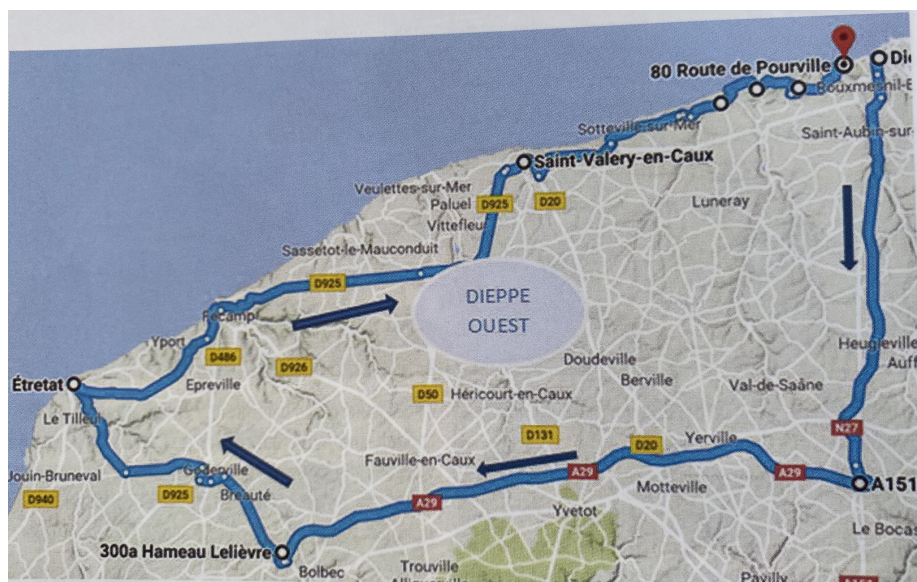 80 Route de Pourville
Rouxmesnil-B
Sotteville-sur-Mer
Saint-Aubin-sur-
Saint-Valery-en-Caux
Veulettes-sur-Mer
Paluel
D925
D20
Luneray
Vittefleur
Sassetot-le-Mauconduit
D925
DIEPPE
OUEST
Fécamp
Yport
D486
D926
Heugleville
Auff
Doudeville
Étretat
Epreville
D50
Héricourt-en-Caux
Berville
Val-de-Saâne
Le Tilleul
N27
D131
D20
Yerville
Jouin-Bruneval
Goderville
Fauville-en-Caux
A29
A29
A151
D940
D925
Bréauté
A29
Motteville
Yvetot
Le Bocas
300a Hameau Lelièvre
Bolbec
Trouville
Pavilly